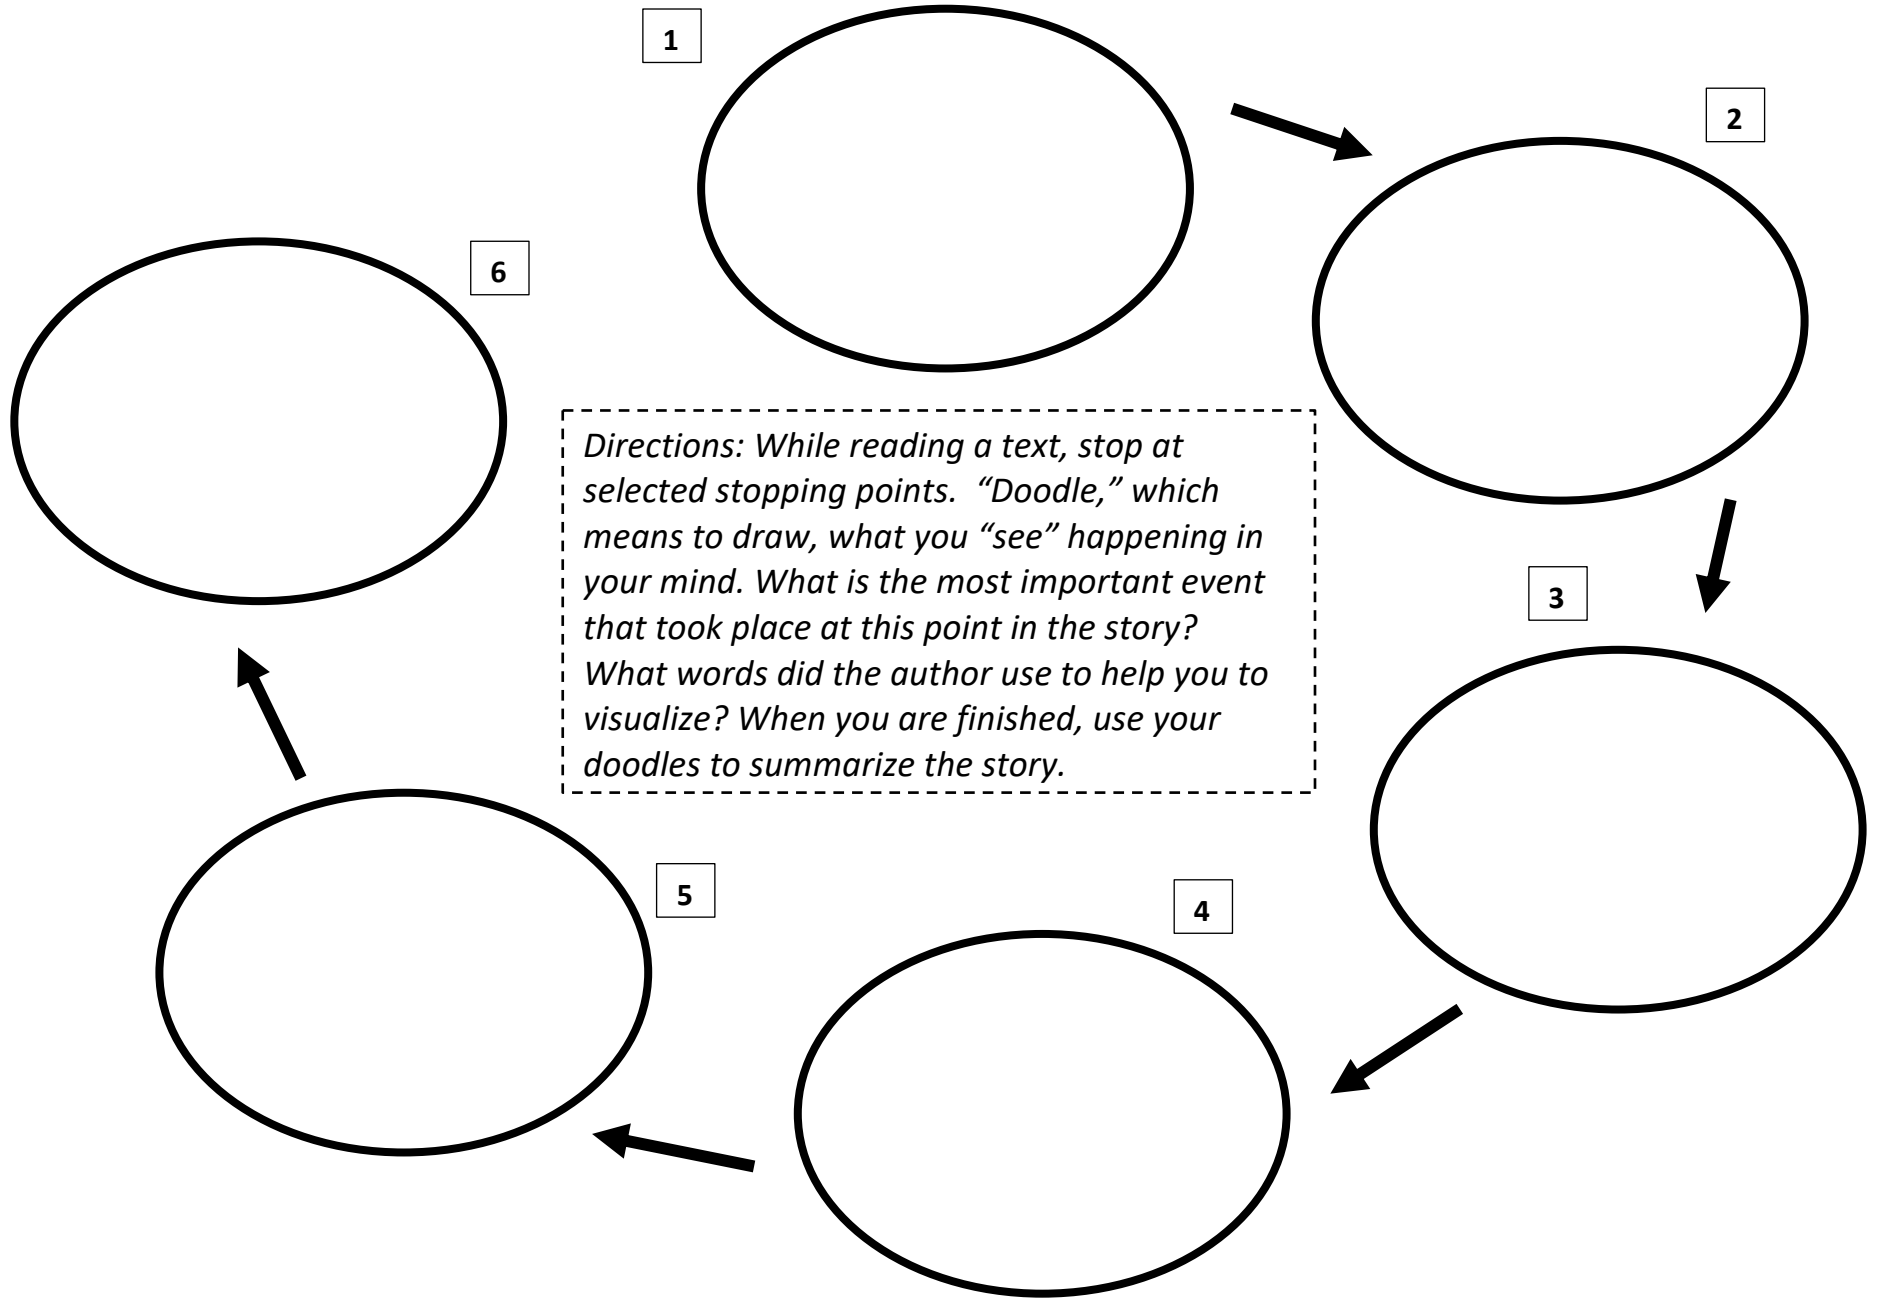 1
2
6
Directions: While reading a text, stop at
selected stopping points.  “Doodle,” which
means to draw, what you “see” happening in
your mind. What is the most important event
that took place at this point in the story?
What words did the author use to help you to
visualize? When you are finished, use your
doodles to summarize the story.
3
5
4